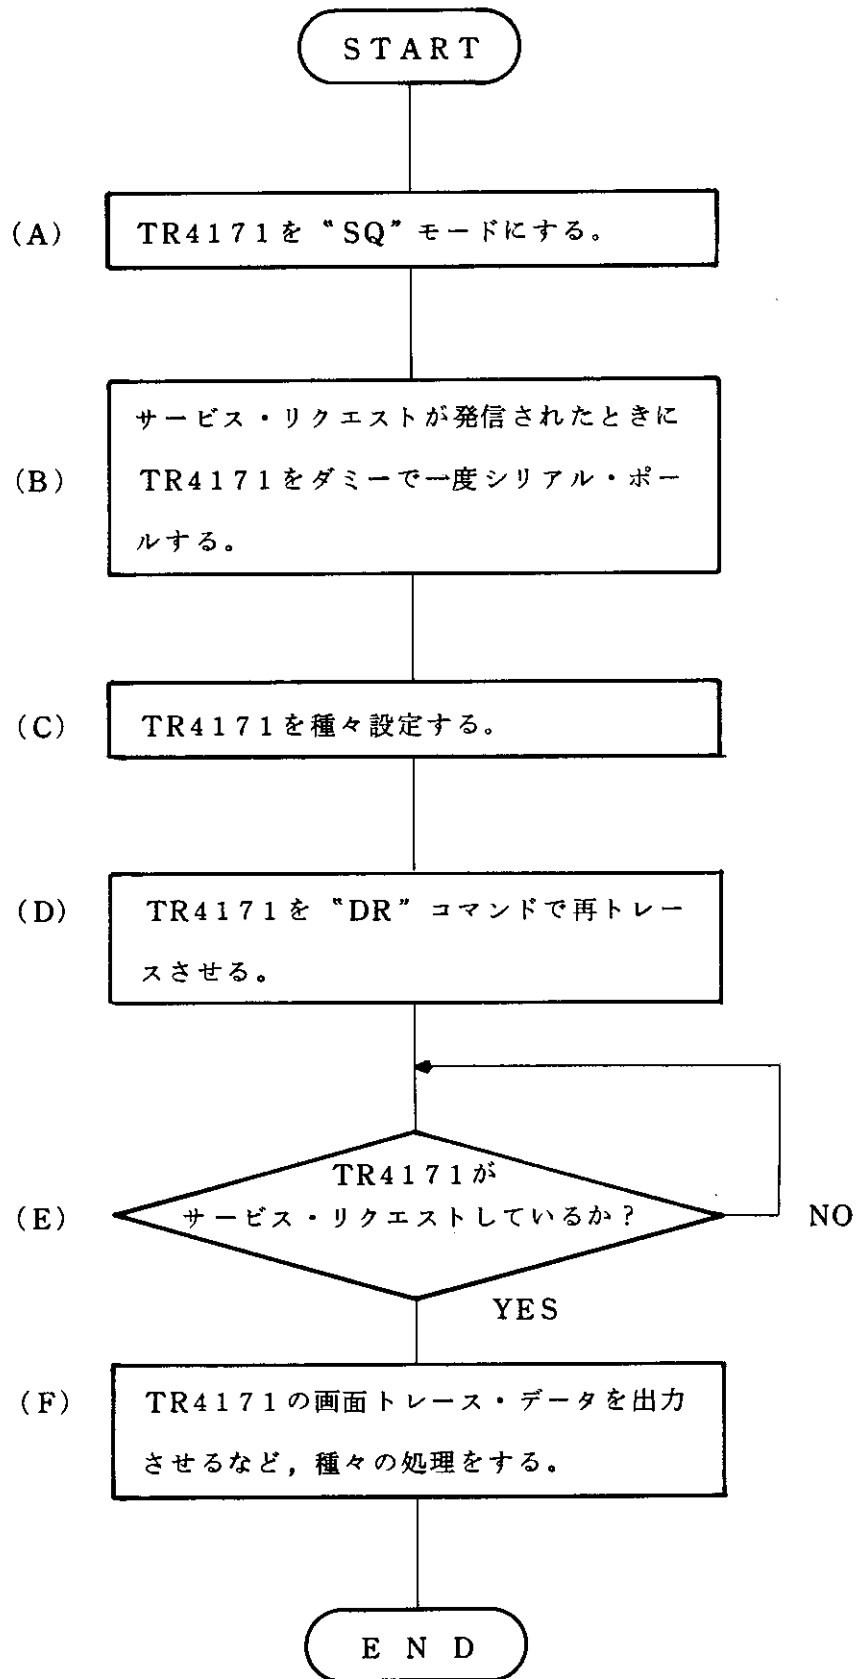 START
(A)
TR4171を“SQ”モードにする。
サービス・リクエストが発信されたときに
(B)
TR4171をダミーで一度シリアル・ポー
ルする。
(C)
TR4171を種々設定する。
(D)
TR4171を“DR”コマンドで再トレー
スさせる。
TR4171が
(E)
サービス・リクエストしているか?
NO
YES
(F)
TR4171の画面トレース・データを出力
させるなど,種々の処理をする。
END